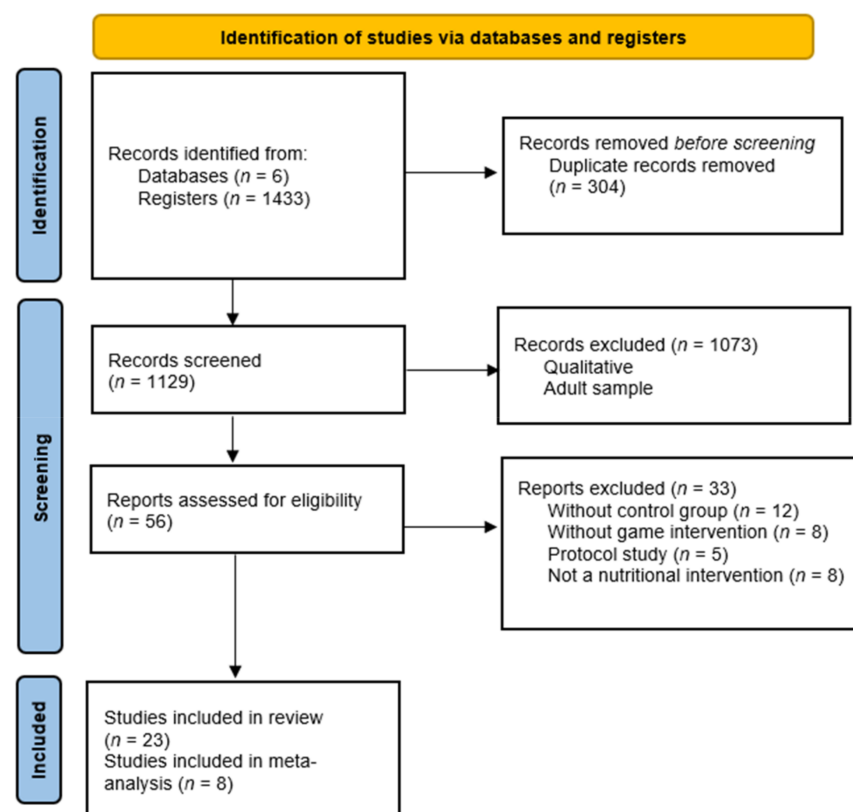 Identification of studies via databases and registers
Identification
Records identified from:
Databases (n = 6)
Registers (n = 1433)
Records removed before screening
Duplicate records removed
(n = 304)
Screening
Records screened
(n = 1129)
Records excluded (n = 1073)
Qualitative
Adult sample
Reports assessed for eligibility
(n = 56)
Reports excluded (n = 33)
Without control group (n = 12)
Without game intervention (n = 8)
Protocol study (n = 5)
Not a nutritional intervention (n = 8)
Included
Studies included in review
(n = 23)
Studies included in meta-
analysis (n = 8)